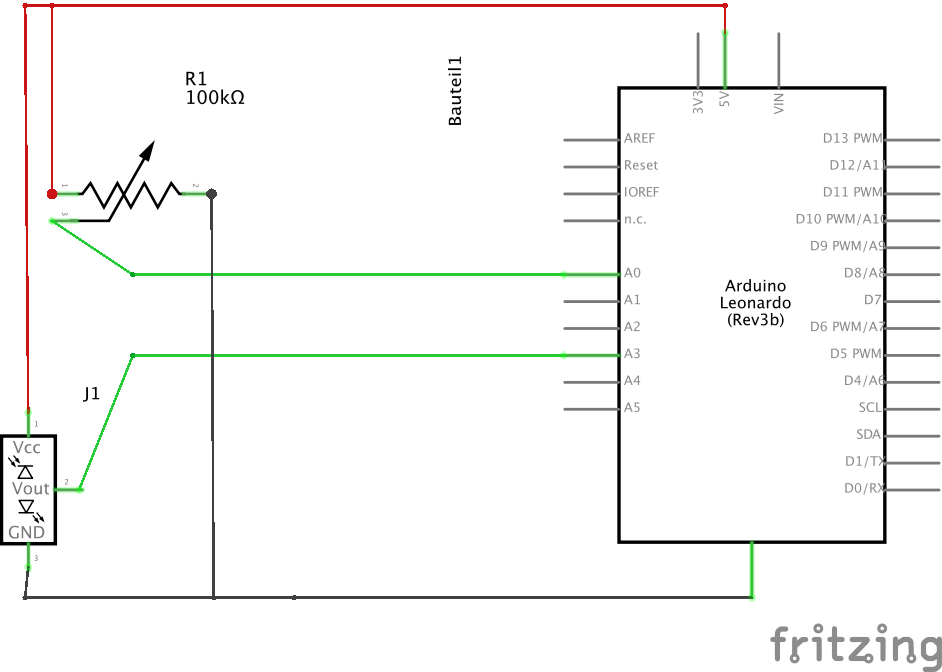 R1
100kΩ
Bauteil1
3V3
5V
VIN
1
2
3
AREF
Reset
IOREF
n.c.
A0
A1
A2
A3
A4
A5
Arduino
Leonardo
(Rev3b)
D13 PWM
D12/A11
D11 PWM
D10 PWM/A10
D9 PWM/A9
D8/A8
D7
D6 PWM/A7
D5 PWM
D4/A6
SCL
SDA
D1/TX
D0/RX
J1
1
Vcc
Vout
2
GND
3
fritzing